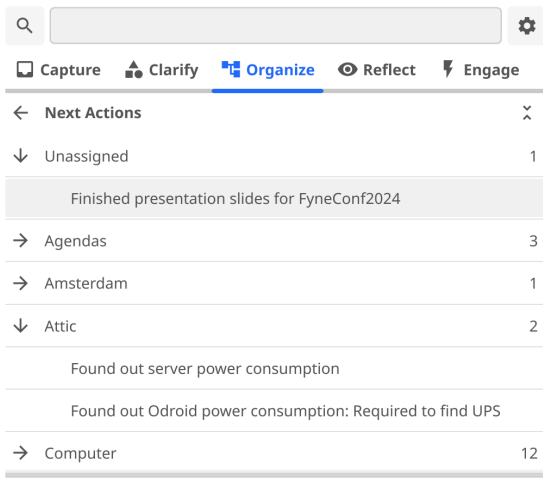 Capture Clarify Organize Reflect Engage
Next Actions
Unassigned 1
Finished presentation slides for FyneConf2024
Agendas 3
Amsterdam 1
Attic 2
Found out server power consumption
Found out Odroid power consumption: Required to find UPS
Computer 12